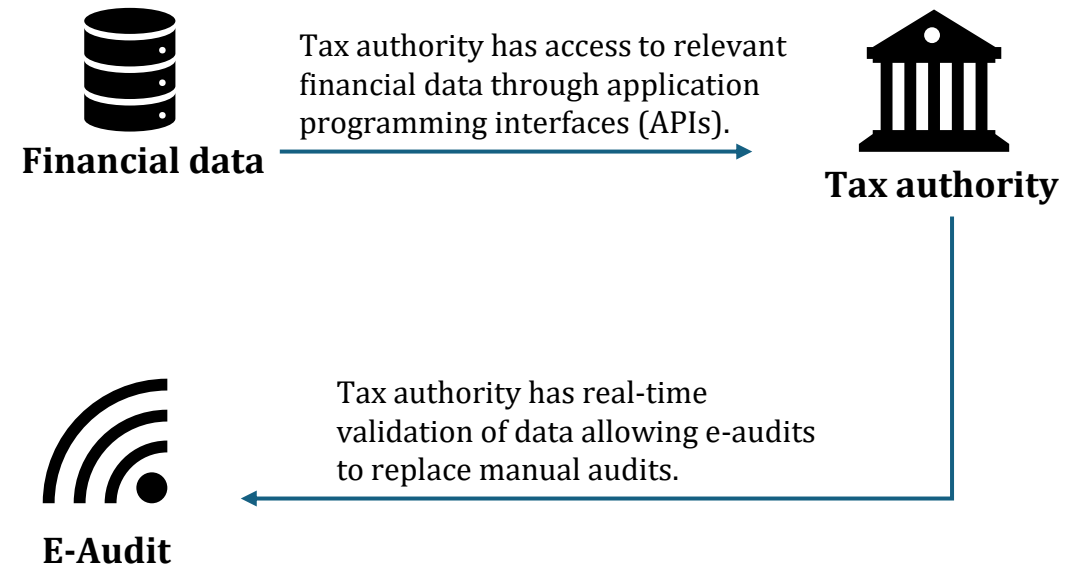 Tax authority has access to relevant
financial data through application
programming interfaces (APIs).
Financial data
Tax authority
Tax authority has real-time
validation of data allowing e-audits
to replace manual audits.
E-Audit